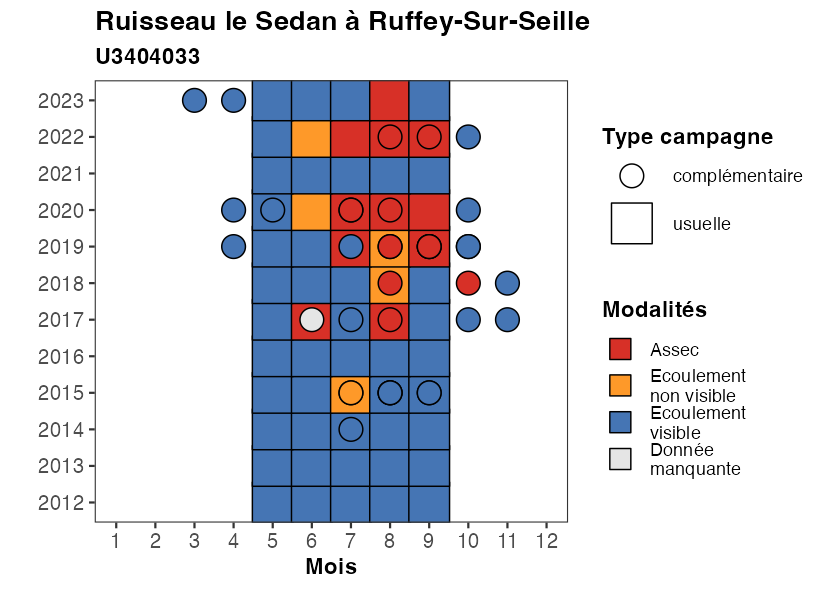 Ruisseau le Sedan à Ruffey-Sur-Seille
U3404033
2023
2022
2021
2020
2019
2018
2017
2016
2015
2014
2013
2012
1 2 3 4 5 6 7 8 9 10 11 12
Mois
Type campagne
complémentaire
usuelle
Modalités
Assec
Ecoulement
non visible
Ecoulement
visible
Donnée
manquante